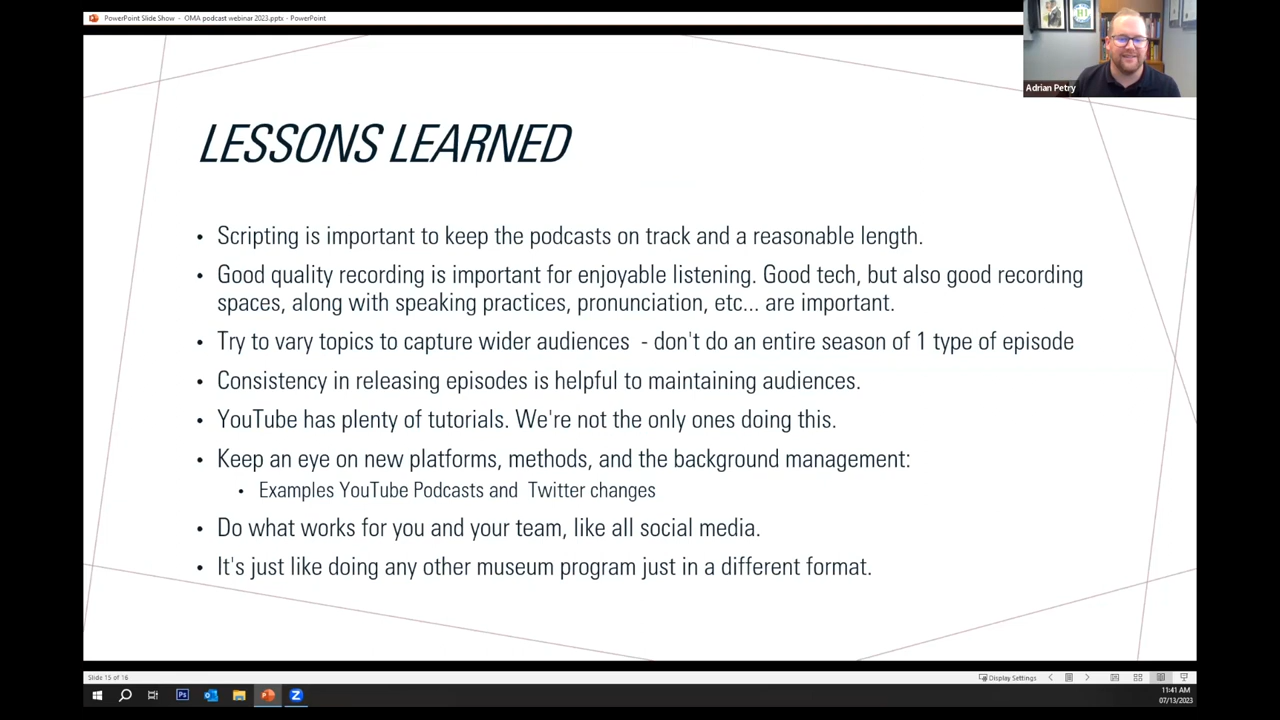 PowerPoint Slide Show - OMA podcast webinar 2023.pptx - PowerPoint
Adrian Petry
LESSONS LEARNED
• Scripting is important to keep the podcasts on track and a reasonable length.
• Good quality recording is important for enjoyable listening. Good tech, but also good recording
spaces, along with speaking practices, pronunciation, etc... are important.
• Try to vary topics to capture wider audiences - don't do an entire season of 1 type of episode
• Consistency in releasing episodes is helpful to maintaining audiences.
• YouTube has plenty of tutorials. We're not the only ones doing this.
• Keep an eye on new platforms, methods, and the background management:
• Examples YouTube Podcasts and Twitter changes
• Do what works for you and your team, like all social media.
• It's just like doing any other museum program just in a different format.
Slide 15 of 16
Display Settings
Ps
Z
11:41 AM
07/13/2023